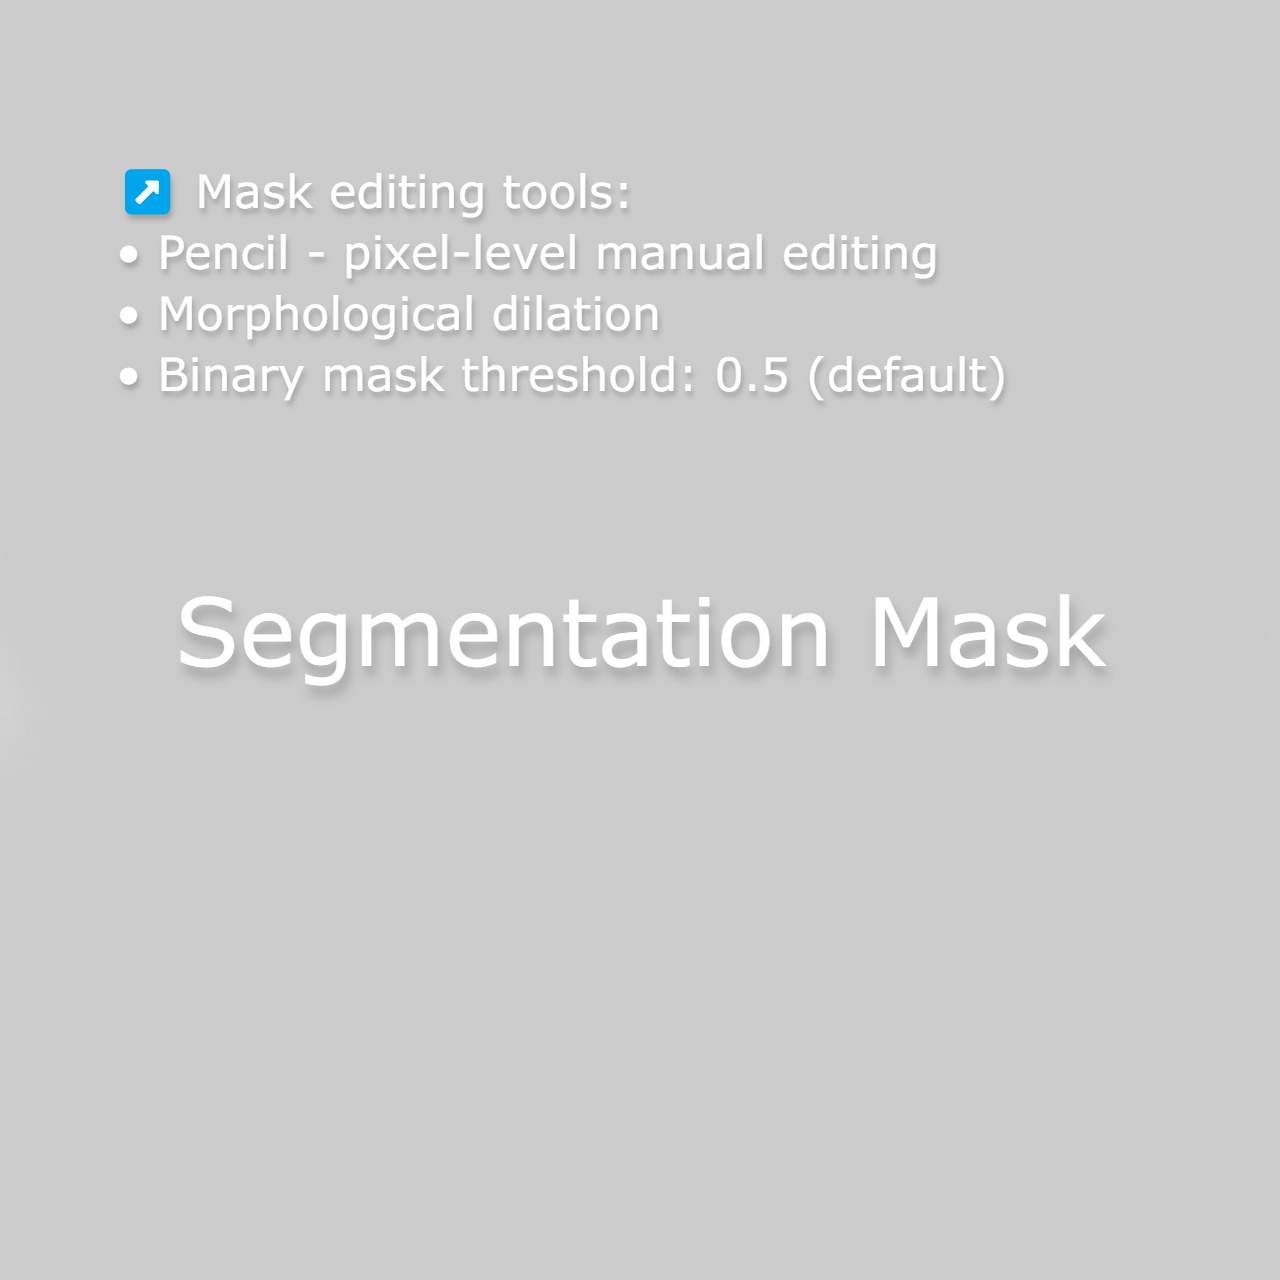 ↗ Mask editing tools:
• Pencil - pixel-level manual editing
• Morphological dilation
• Binary mask threshold: 0.5 (default)
Segmentation Mask